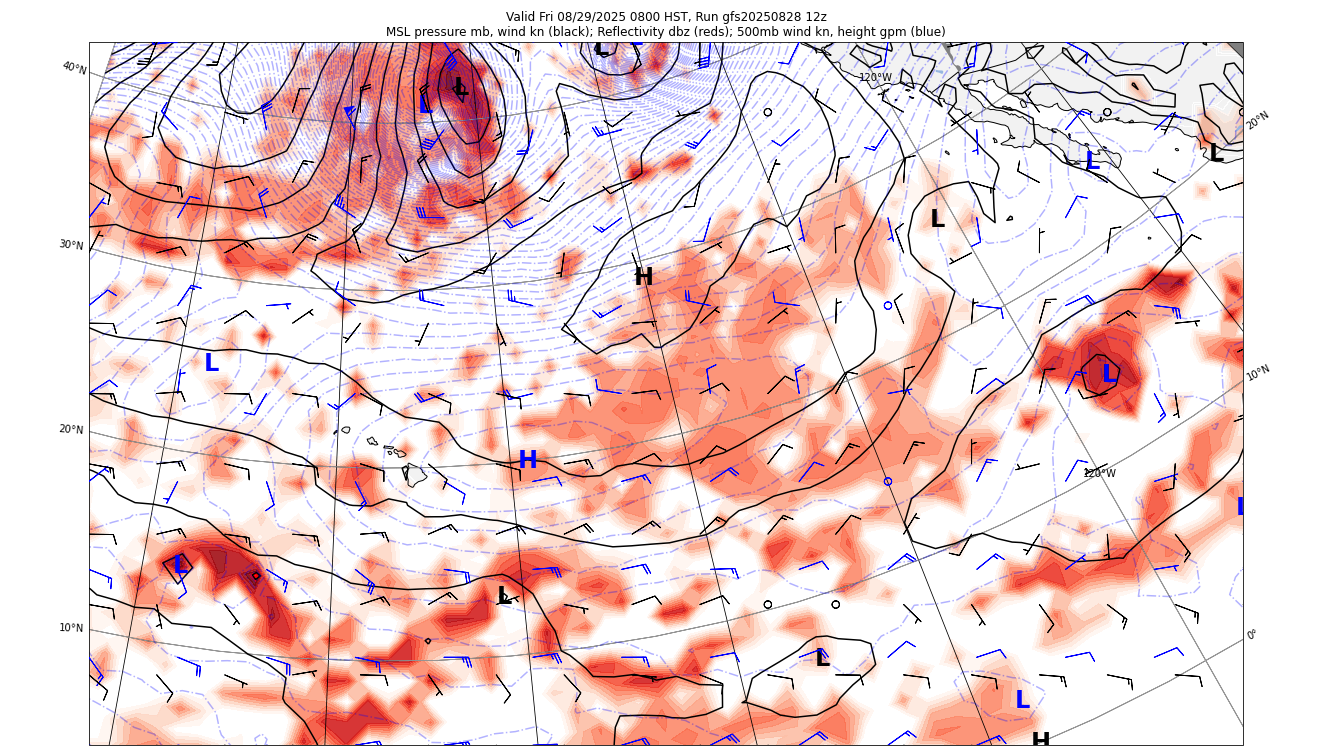 Valid Fri 08/29/2025 0800 HST, Run gfs20250828 12z
MSL pressure mb, wind kn (black); Reflectivity dbz (reds); 500mb wind kn, height gpm (blue)
L
L
40°N
120°W
L
L
20°N
L
L
L
30°N
H
L
L
10°N
20°N
H
120°W
L
L
L
10°N
0°
L
L
H